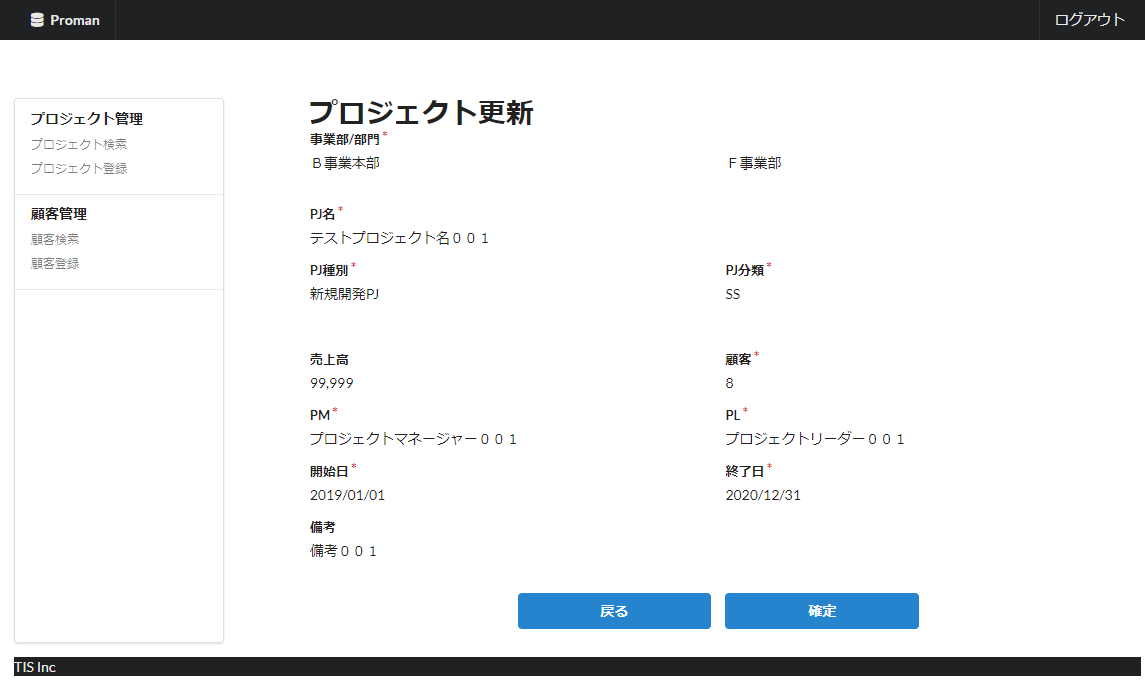 Proman
ログアウト
プロジェクト管理
プロジェクト検索
プロジェクト登録
顧客管理
顧客検索
顧客登録
プロジェクト更新
事業部/部門*
Ｂ事業本部 Ｆ事業部
PJ名*
テストプロジェクト名００１
PJ種別* PJ分類*
新規開発PJ SS
売上高 顧客*
99,999 8
PM* PL*
プロジェクトマネージャー００１ プロジェクトリーダー００１
開始日* 終了日*
2019/01/01 2020/12/31
備考
備考００１
戻る 確定
TIS Inc